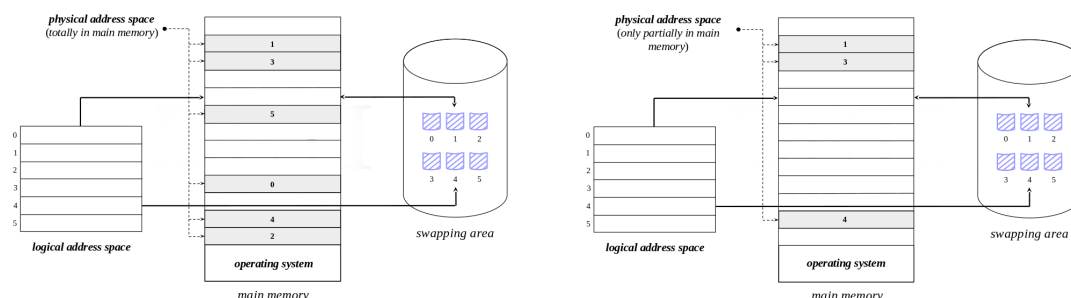 physical address space
(totally in main memory)
1
3
5
0
4
2
operating system
main memory
0
1
2
3
4
5
logical address space
0 1 2
3 4 5
swapping area
physical address space
(only partially in main
memory)
1
3
4
operating system
main memory
0
1
2
3
4
5
logical address space
0 1 2
3 4 5
swapping area